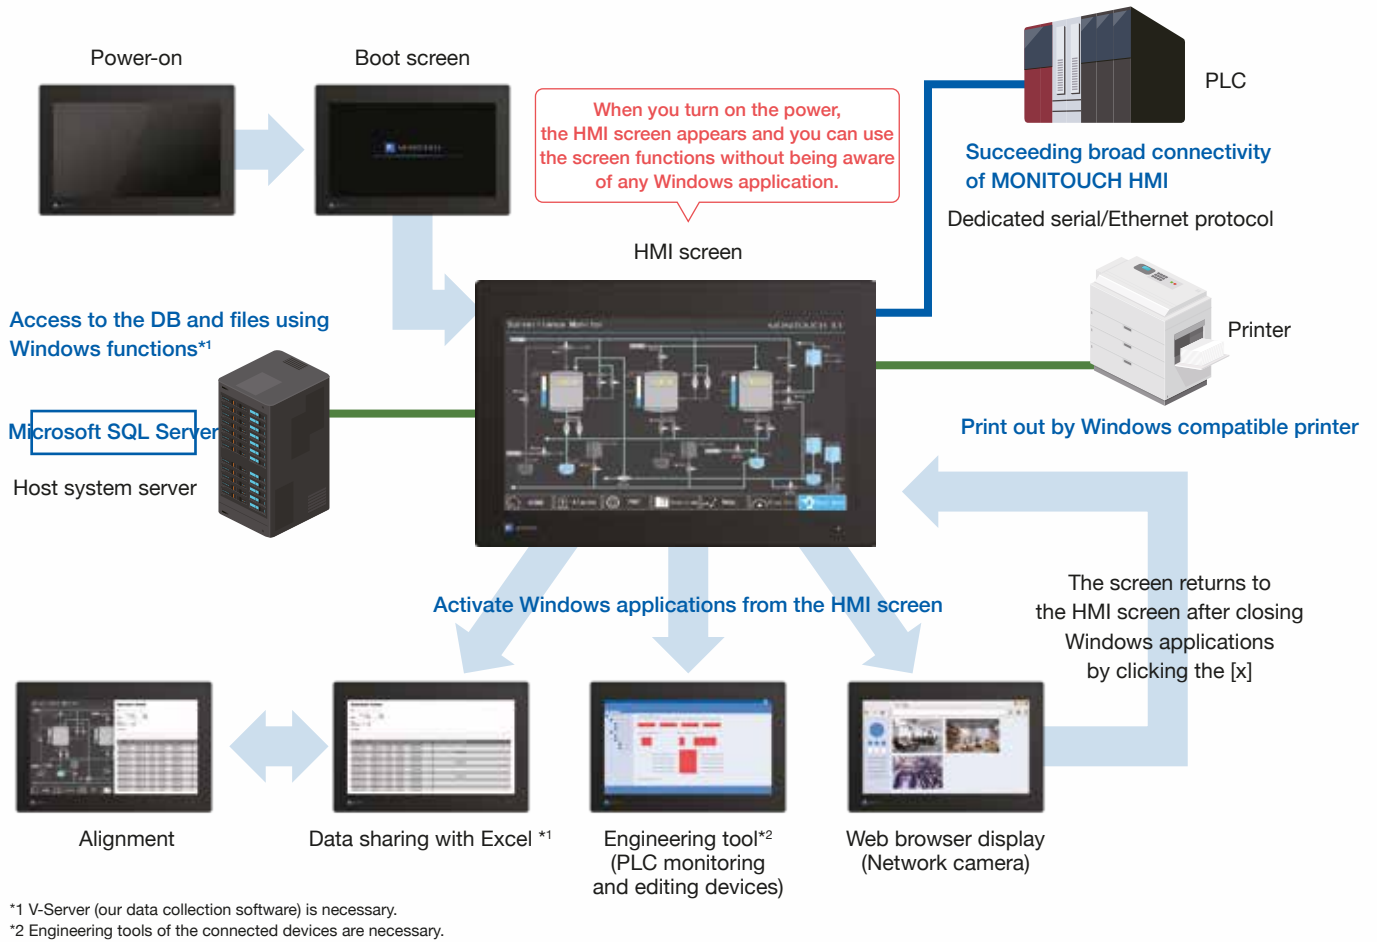 Power-on
Boot screen
When you turn on the power,
the HMI screen appears and you can use
the screen functions without being aware
of any Windows application.
PLC
Succeeding broad connectivity
of MONITOUCH HMI
Dedicated serial/Ethernet protocol
HMI screen
Printer
Print out by Windows compatible printer
Access to the DB and files using
Windows functions*1
Microsoft SQL Server
Host system server
Surveillance Monitor
MONITOUCH
Activate Windows applications from the HMI screen
The screen returns to
the HMI screen after closing
Windows applications
by clicking the [x]
Alignment
Data sharing with Excel *1
Engineering tool*2
(PLC monitoring
and editing devices)
Web browser display
(Network camera)
*1 V-Server (our data collection software) is necessary.
*2 Engineering tools of the connected devices are necessary.